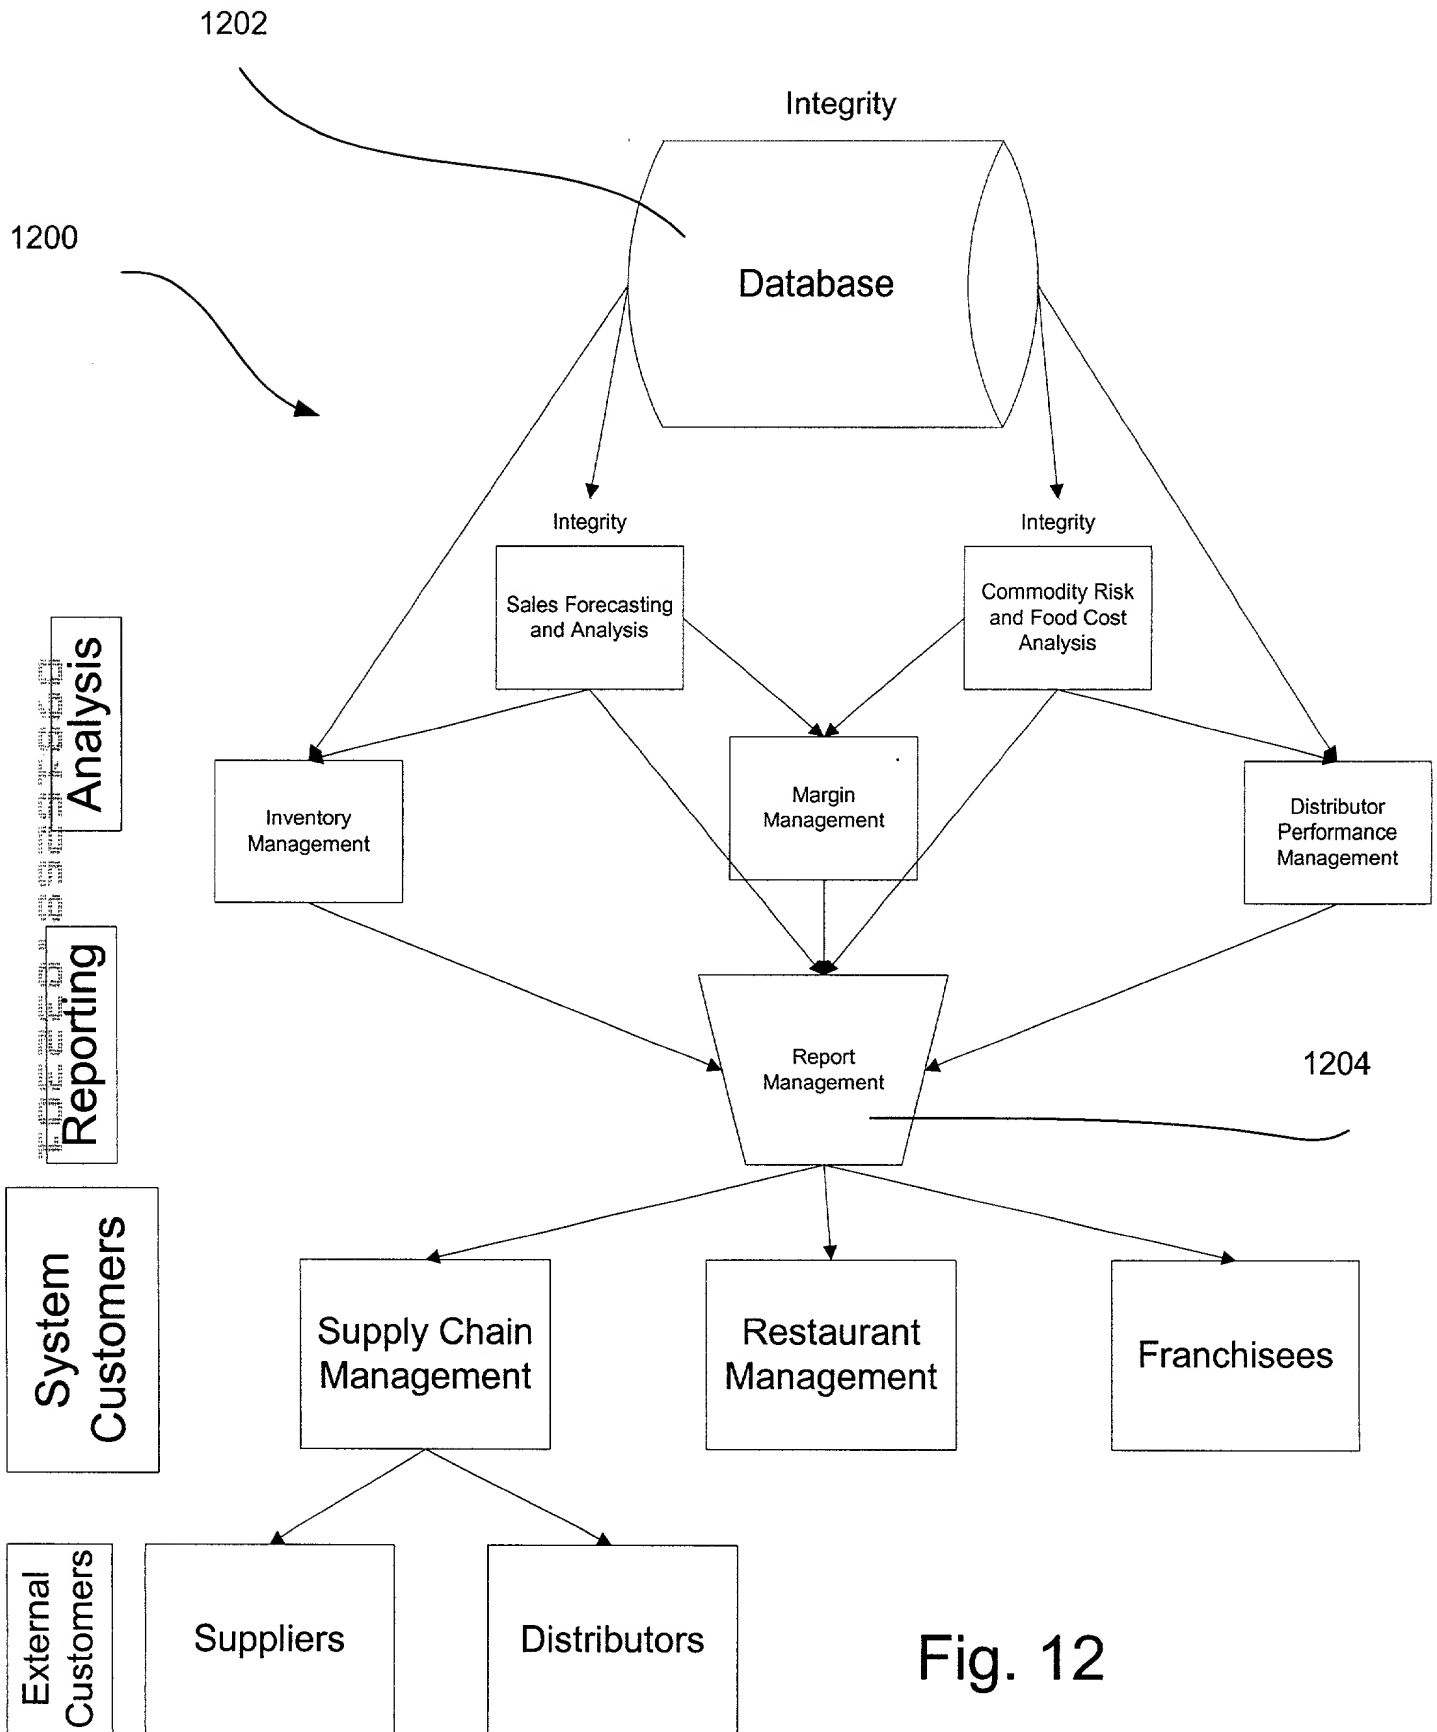 1202
Integrity
1200
Database
Integrity
Integrity
Sales Forecasting
and Analysis
Commodity Risk
and Food Cost
Analysis
Analysis
Inventory
Management
Margin
Management
Distributor
Performance
Management
Reporting
Report
Management
1204
System
Customers
Supply Chain
Management
Restaurant
Management
Franchisees
External
Customers
Suppliers
Distributors
Fig. 12